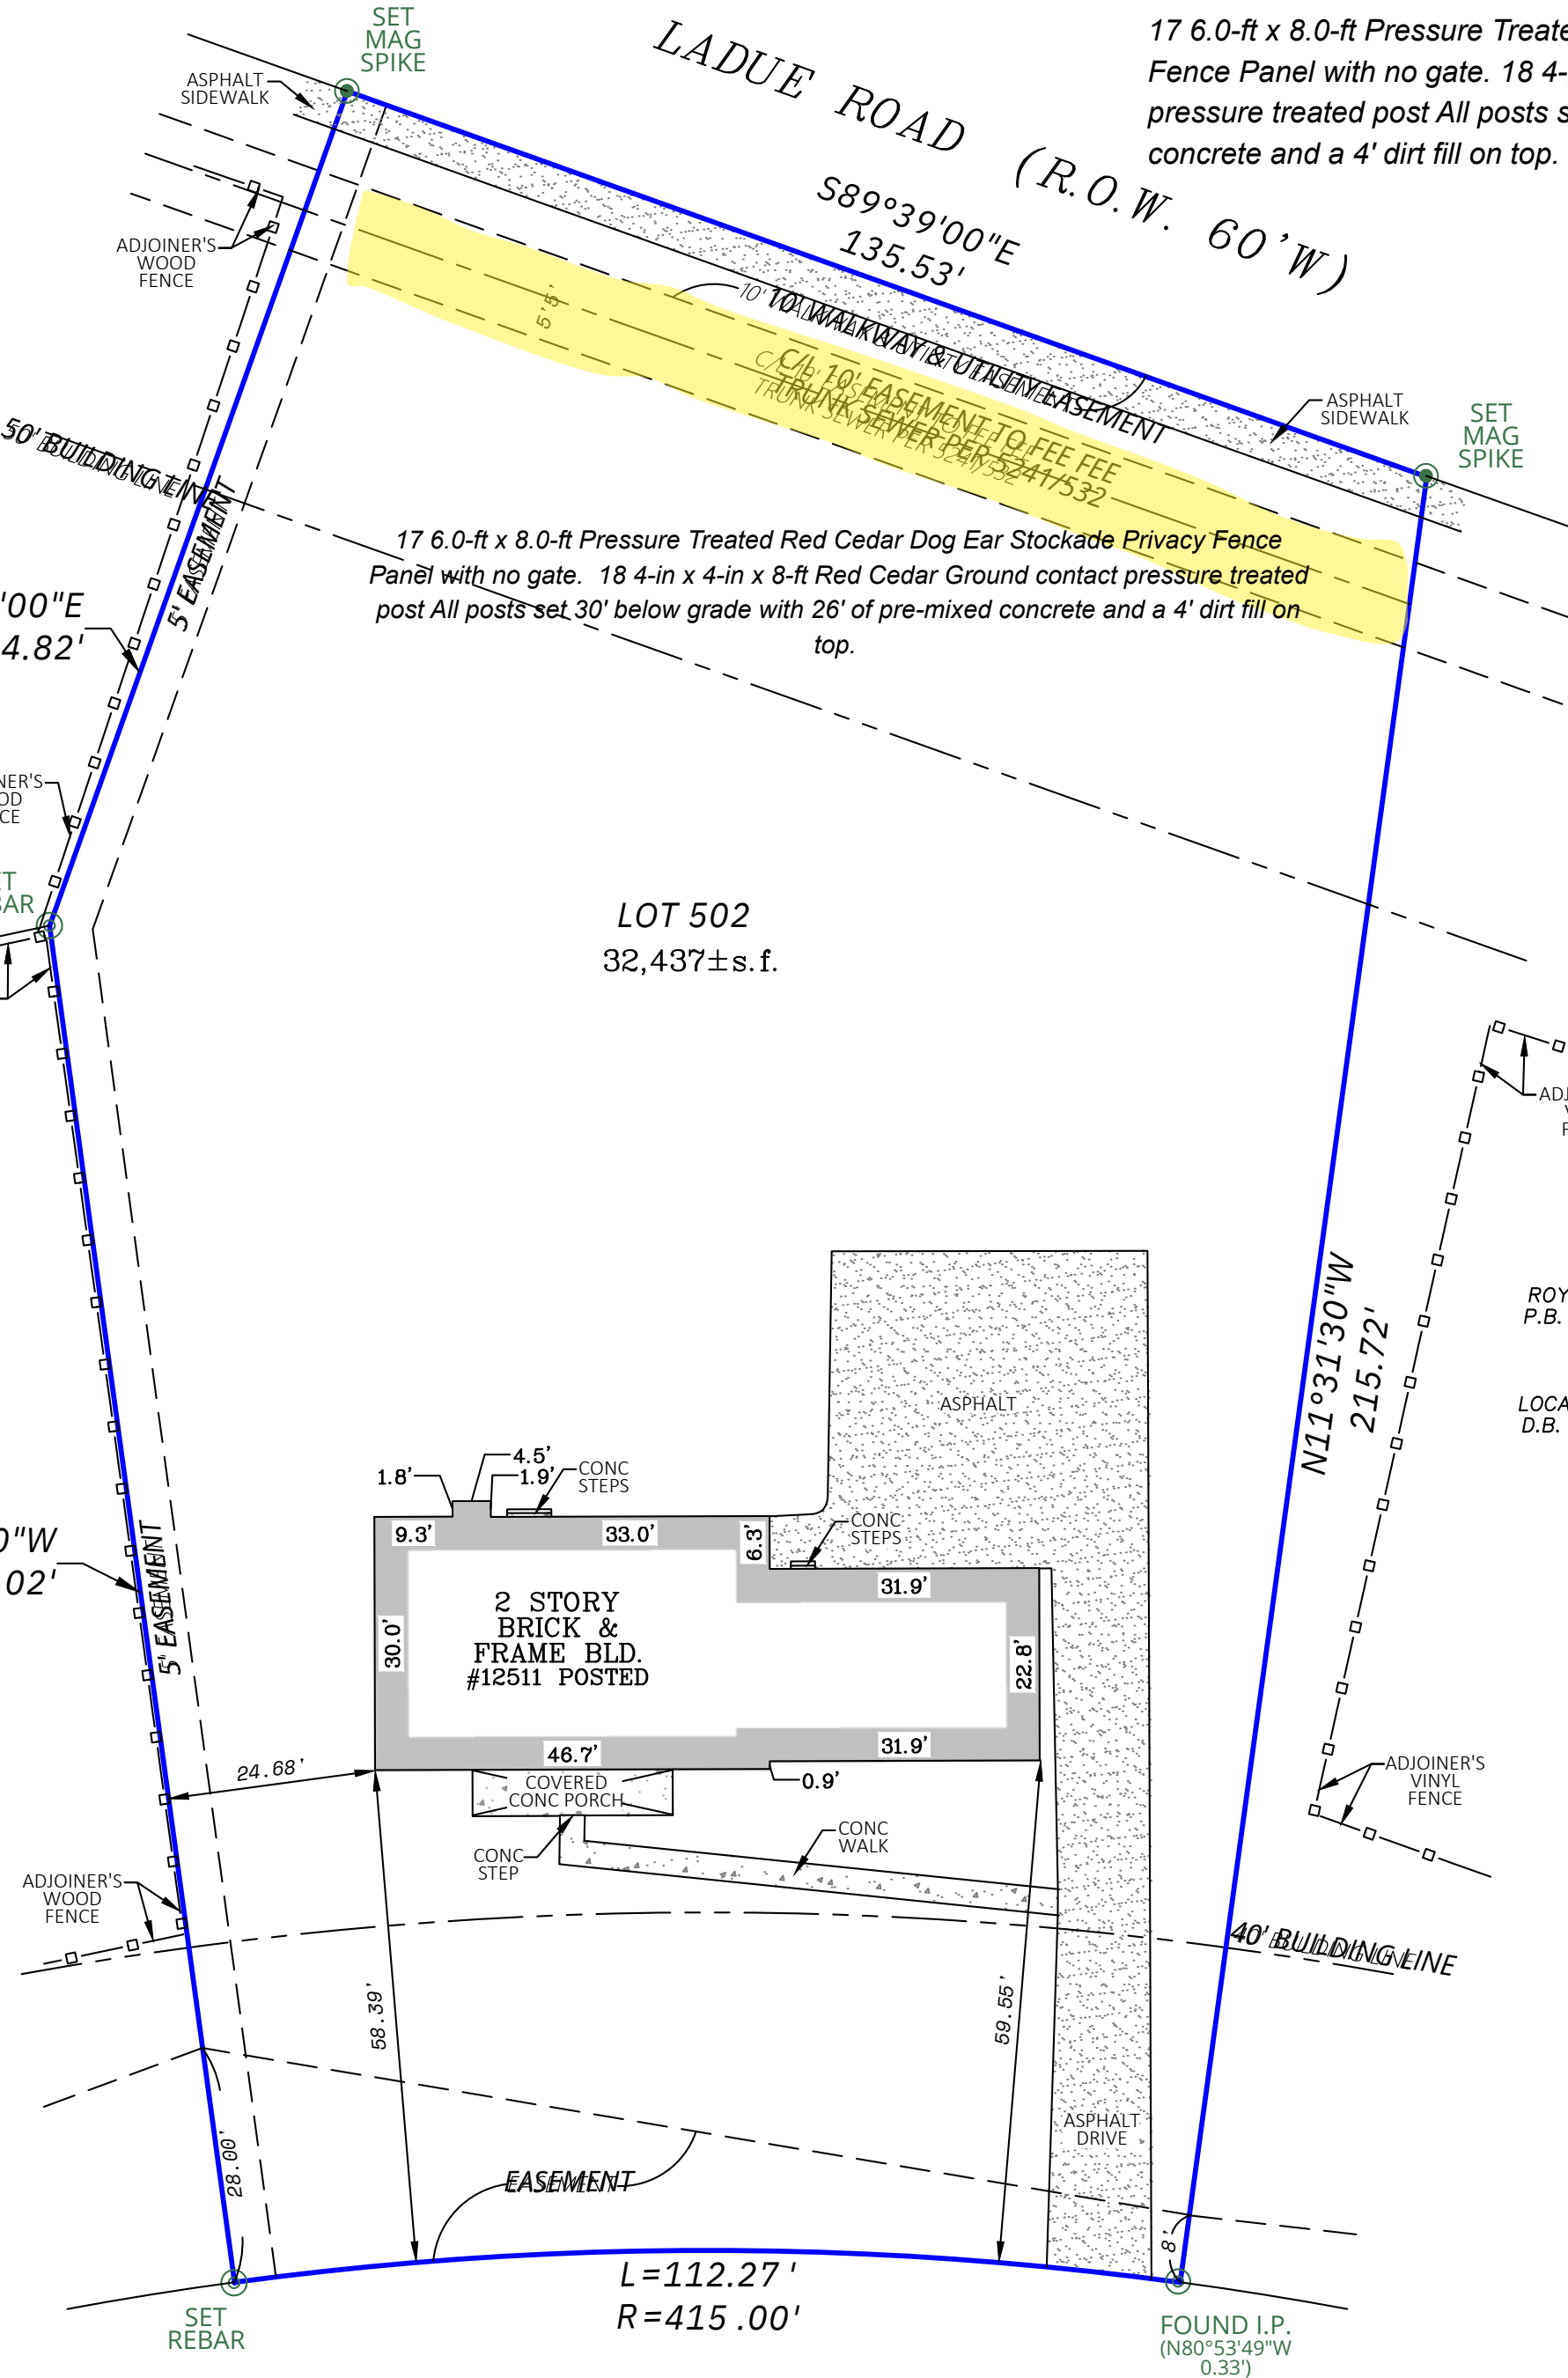 SET
MAG
SPIKE
ASPHALT
SIDEWALK
LADUE ROAD (R.O.W. 60'W)
17 6.0-ft x 8.0-ft Pressure
Fence Panel with no gate. 18 4-
pressure treated post All posts
concrete and a 4' dirt fill on top.
S89°39'00"E
135.53'
ADJOINER'S
WOOD
FENCE
5' 5'
10' WALKWAY & UTILITY EASEMENT
C/L 10' EASEMENT TO FEE FEE
TRUNK SEWER PER 5241/532
ASPHALT
SIDEWALK
SET
MAG
SPIKE
50' BUILDING LINE
5' EASEMENT
17 6.0-ft x 8.0-ft Pressure Treated Red Cedar Dog Ear Stockade Privacy Fence
Panel with no gate. 18 4-in x 4-in x 8-ft Red Cedar Ground contact pressure treated
post All posts set 30' below grade with 26' of pre-mixed concrete and a 4' dirt fill on
top.
'00"E
4.82'
LOT 502
32,437±s.f.
N11°31'30"W
215.72'
ASPHALT
4.5'
1.8'
1.9'
CONC
STEPS
9.3'
33.0'
6.3'
CONC
STEPS
31.9'
30.0'
2 STORY
BRICK &
FRAME BLD.
#12511 POSTED
22.8'
46.7'
31.9'
0.9'
COVERED
CONC PORCH
0"W
02'
5' EASEMENT
24.68'
CONC
STEP
CONC
WALK
ADJOINER'S
VINYL
FENCE
ADJOINER'S
WOOD
FENCE
40' BUILDING LINE
58.39'
59.55'
ASPHALT
DRIVE
28.00'
EASEMENT
8'
L=112.27'
R=415.00'
SET
REBAR
FOUND I.P.
(N80°53'49"W
0.33')
P.B.
D.B.